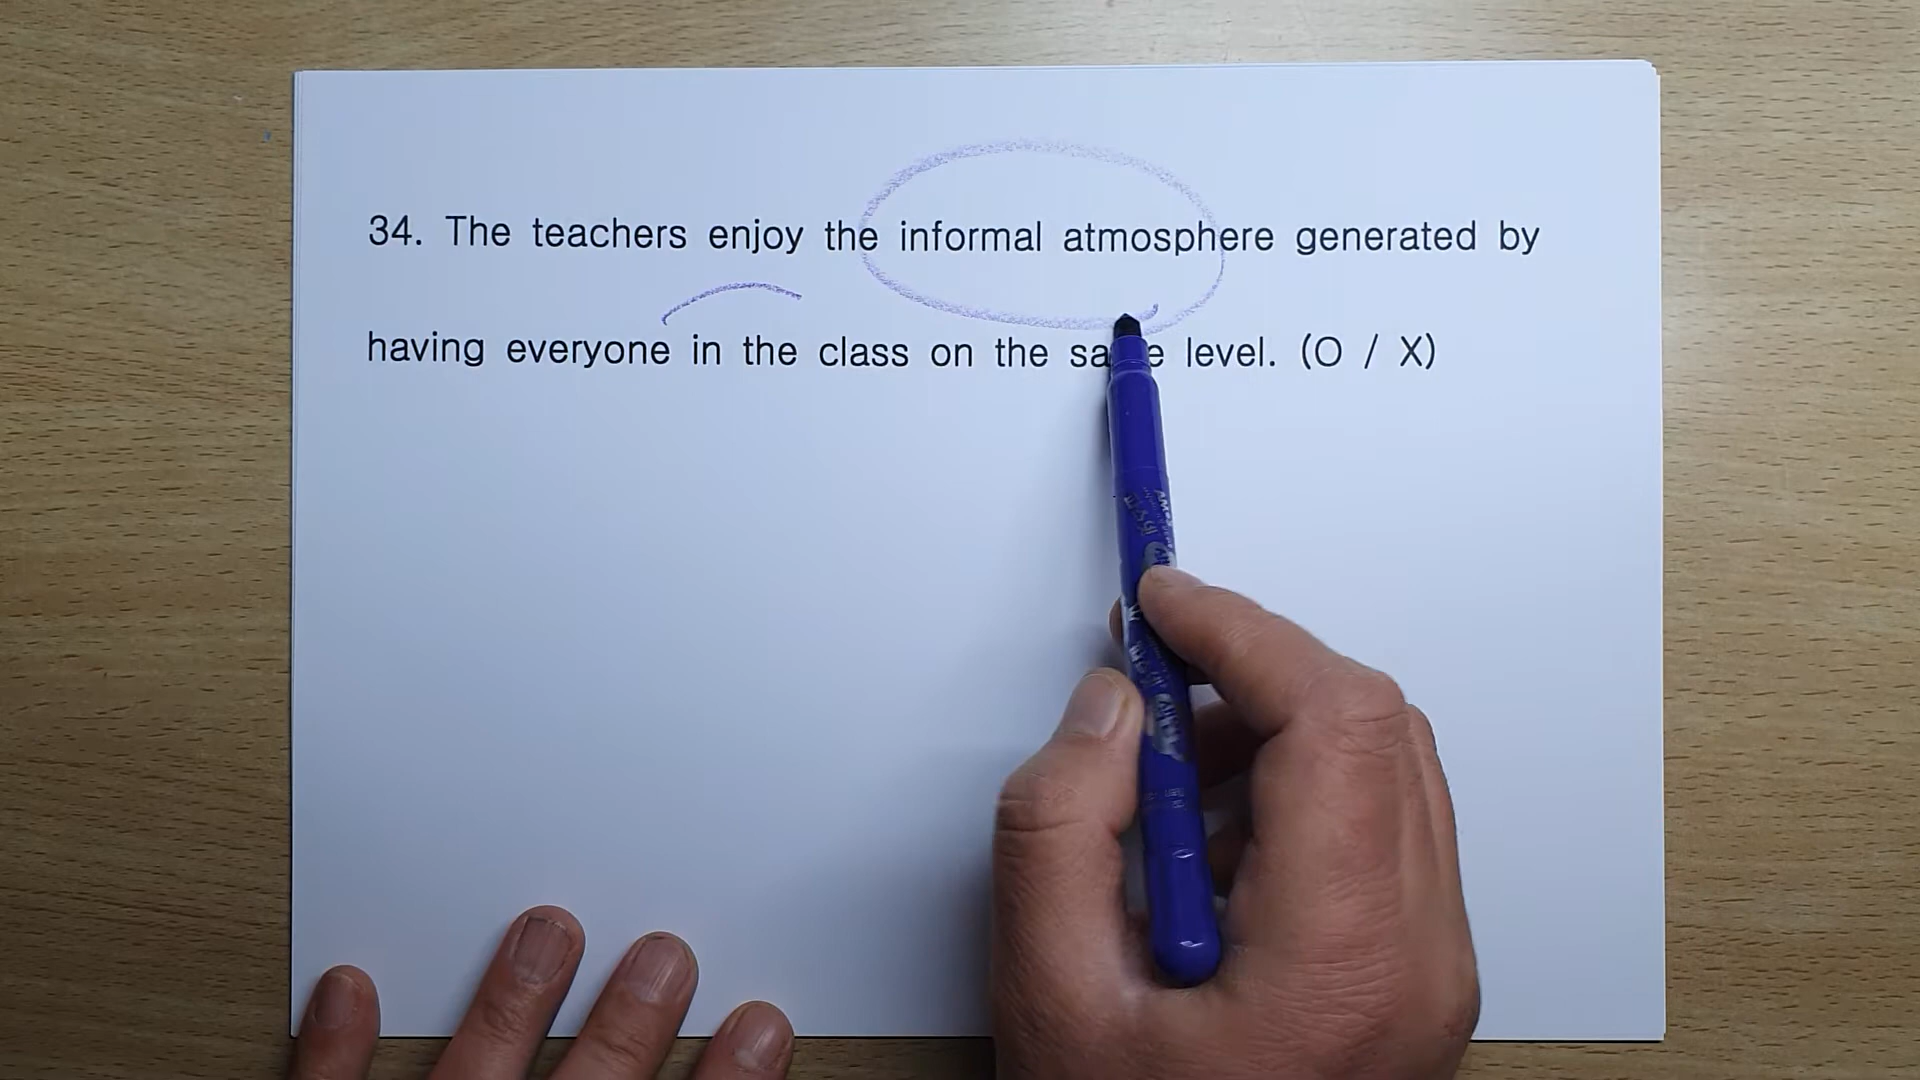 34. The teachers enjoy the informal atmosphere generated by
having everyone in the class on the level. (O / X)